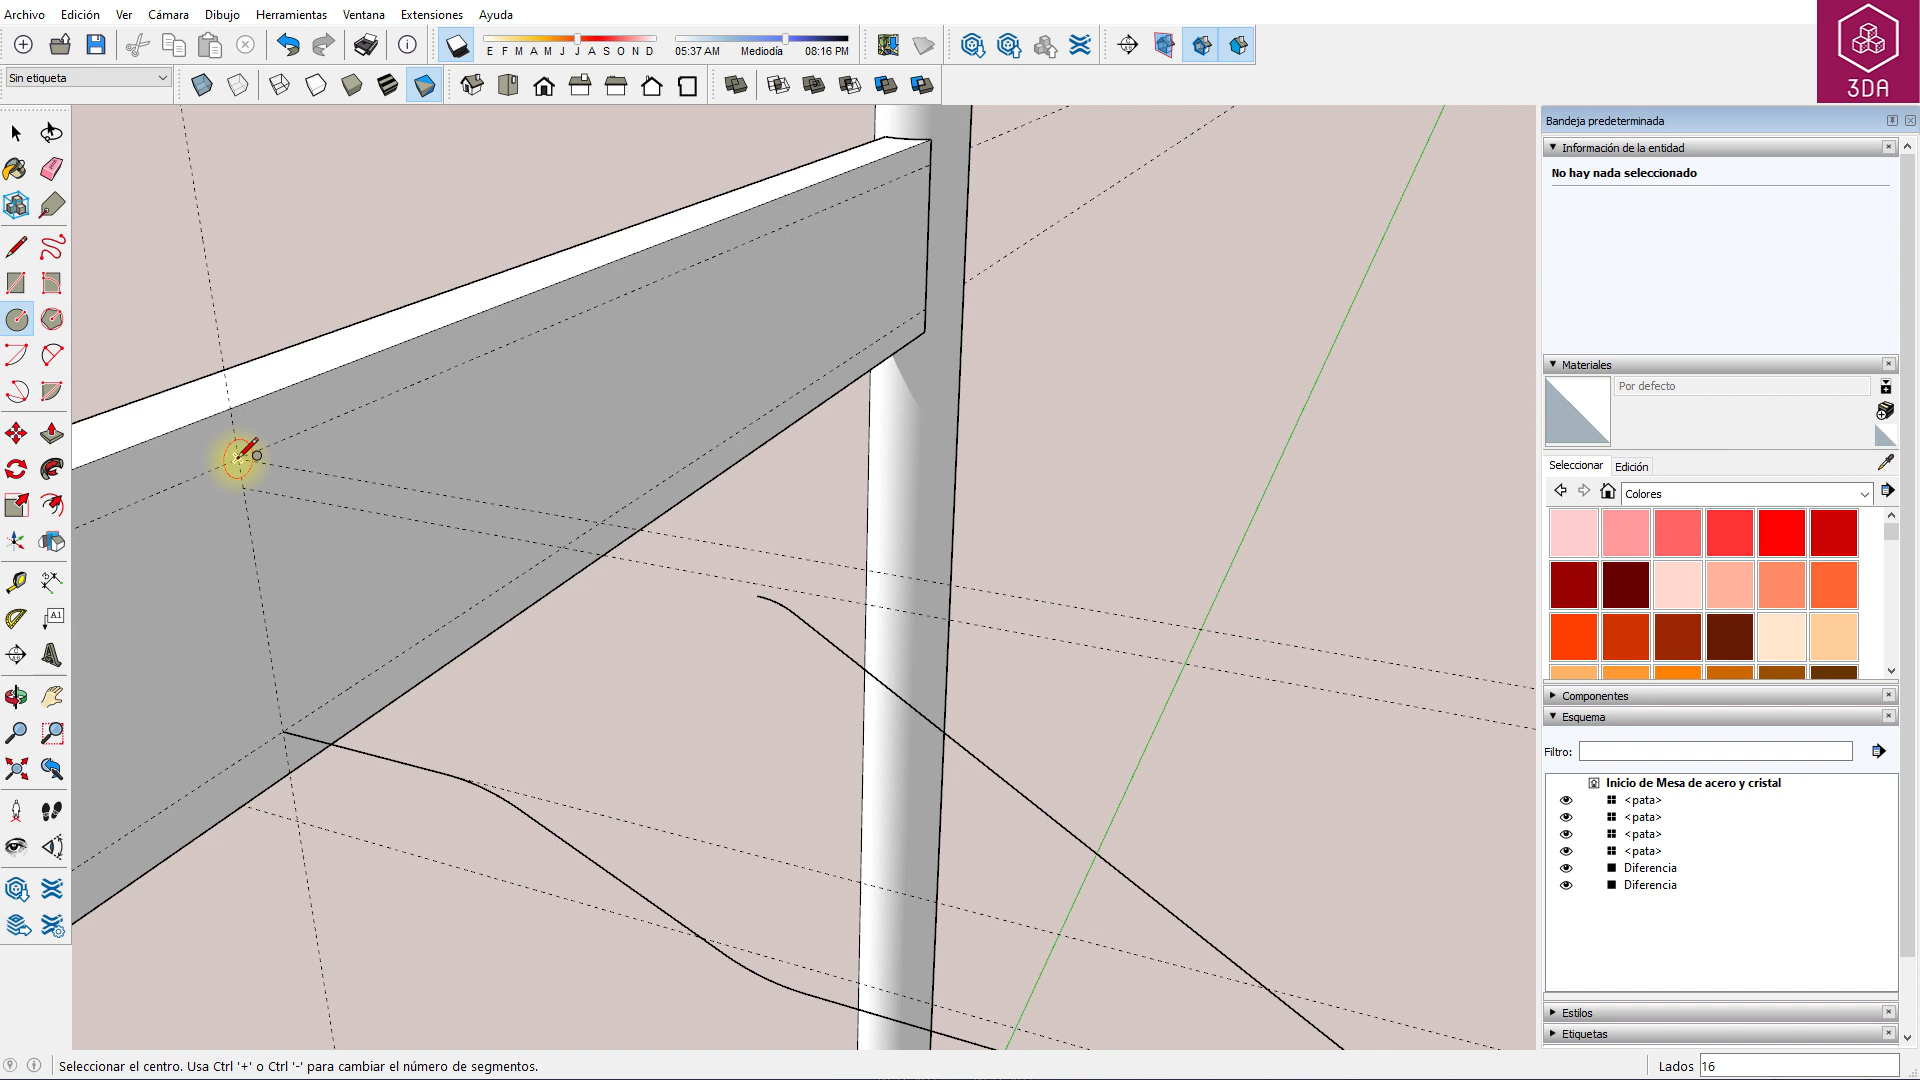 Archivo Edición Ver Cámara Dibujo Herramientas Ventana Extensiones Ayuda
E F M A M J J A S O N D
05:37 AM Mediodía 08:16 PM
3DA
Sin etiqueta
Bandeja predeterminada
Información de la entidad
No hay nada seleccionado
Materiales
Por defecto
Seleccionar Edición
Colores
A1
Componentes
Esquema
Filtro:
Inicio de Mesa de acero y cristal
<pata>
<pata>
<pata>
<pata>
Diferencia
Diferencia
Estilos
Etiquetas
Seleccionar el centro. Usa Ctrl '+' o Ctrl '-' para cambiar el número de segmentos.
Lados 16